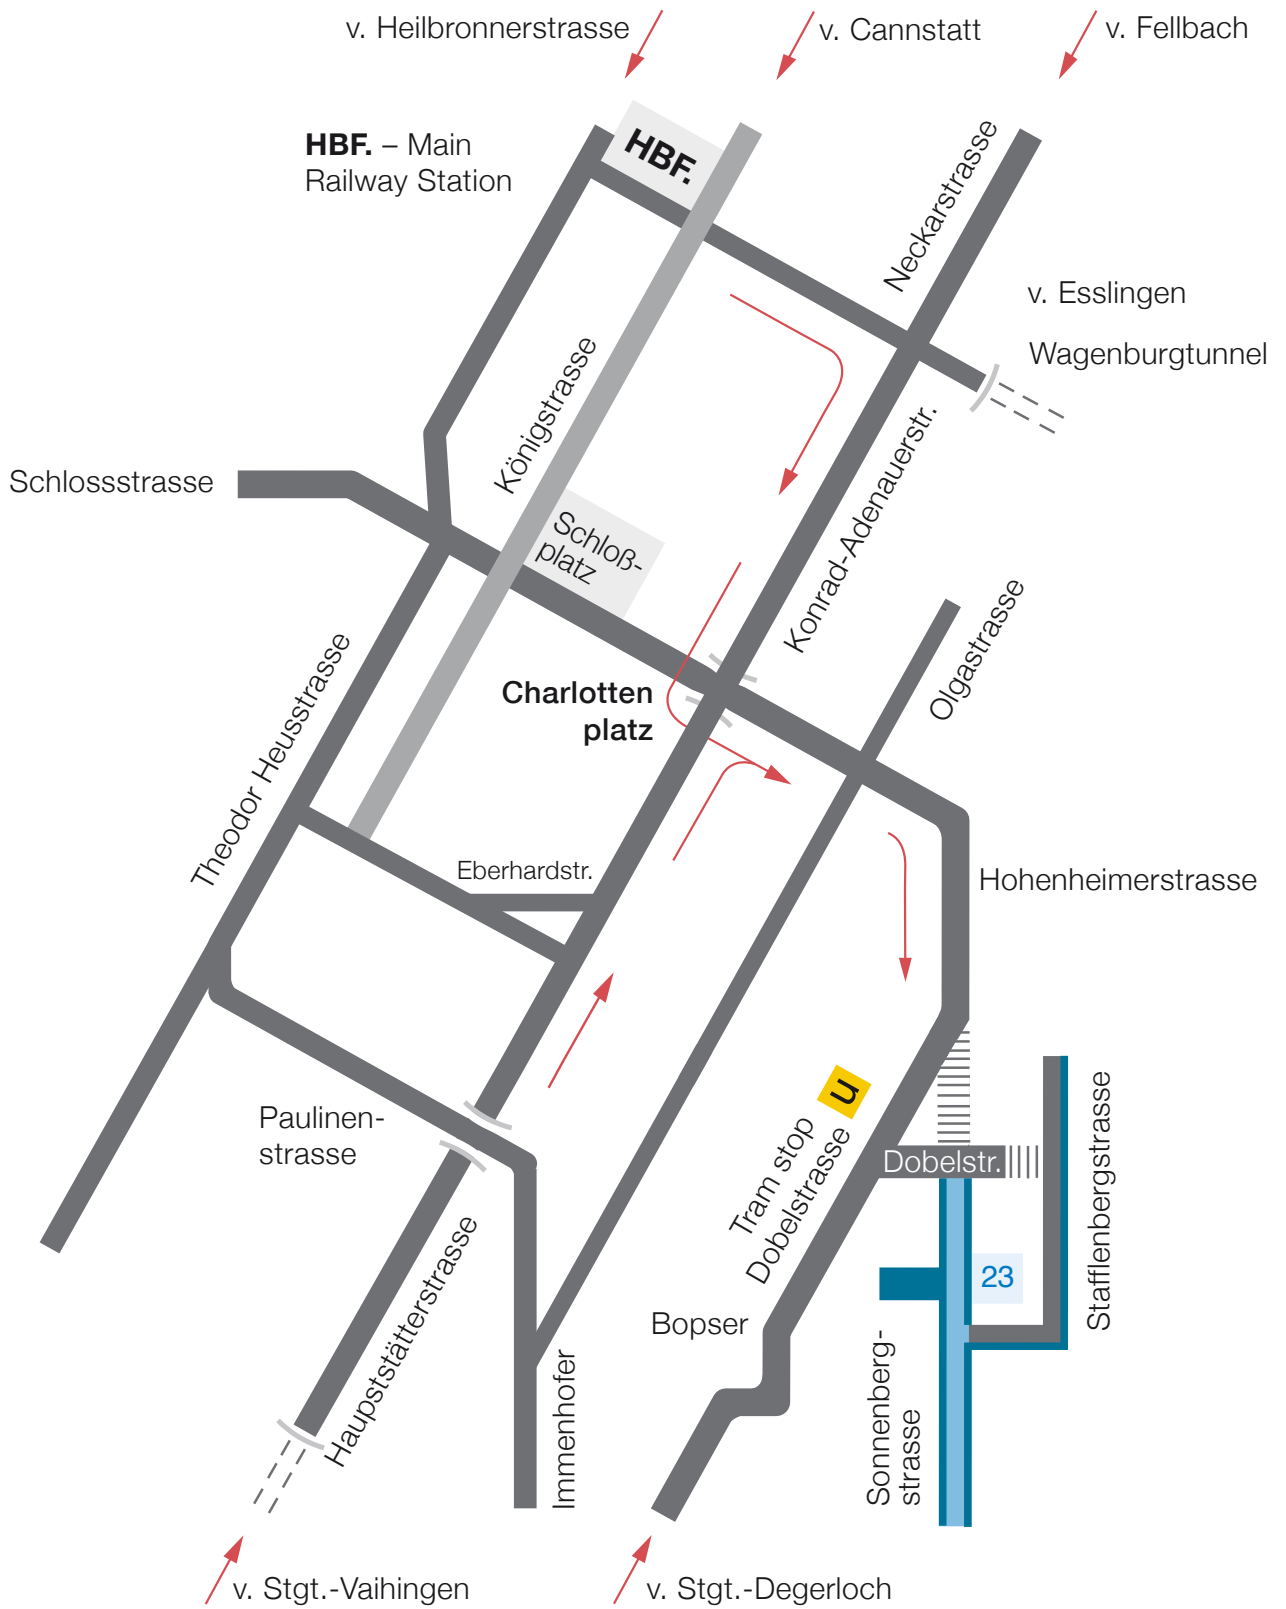 v. Heilbronnerstrasse
v. Cannstatt
v. Fellbach
HBF. – Main
Railway Station
HBF.
Neckarstrasse
v. Esslingen
Wagenburgtunnel
Königstrasse
Schlossstrasse
Schloß-
platz
Konrad-Adenauerstr.
Olgastrasse
Charlotten
platz
Theodor Heusstrasse
Eberhardstr.
Hohenheimerstrasse
Paulinen-
strasse
u
Tram stop
Dobelstrasse
Dobelstr.
Stafflenbergstrasse
23
Haupststätterstrasse
Bopser
Immenhofer
Sonnenberg-
strasse
v. Stgt.-Vaihingen
v. Stgt.-Degerloch